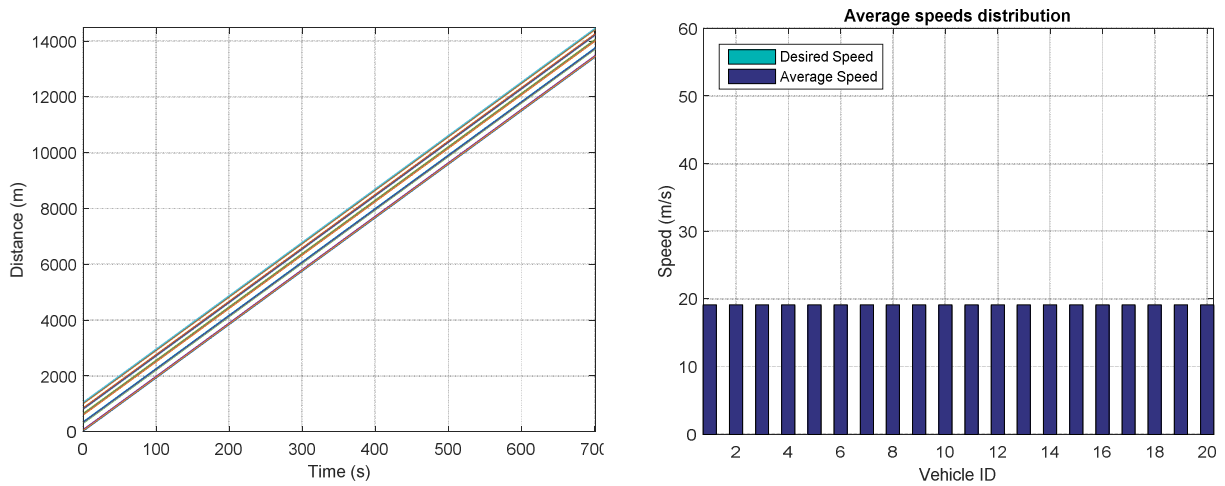 14000
12000
10000
8000
6000
4000
2000
0
Distance (m)
0 100 200 300 400 500 600 700
Time (s)
Average speeds distribution
Desired Speed
Average Speed
60
50
40
30
20
10
0
Speed (m/s)
2 4 6 8 10 12 14 16 18 20
Vehicle ID